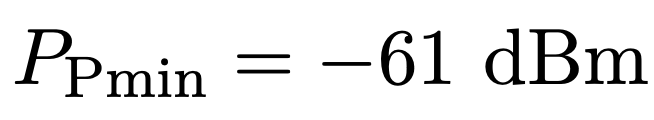 P_Pmin = −61 dBm